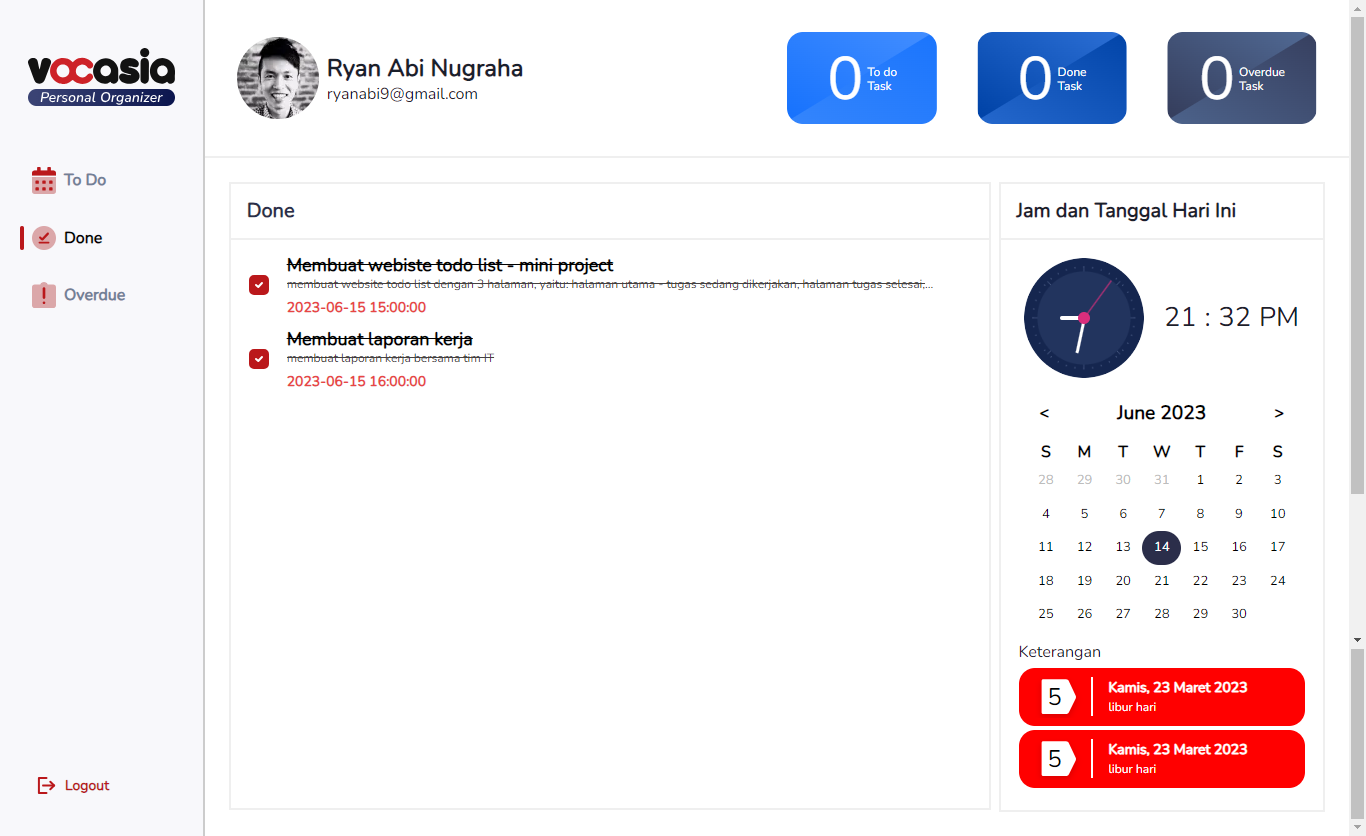 vocasia
Personal Organizer
To Do
Done
Overdue
Logout
Ryan Abi Nugraha
ryanabi9@gmail.com
0 To do
Task
0 Done
Task
0 Overdue
Task
Done
Membuat webiste todo list - mini project
membuat website todo list dengan 3 halaman, yaitu: halaman utama - tugas sedang dikerjakan, halaman tugas selesai,...
2023-06-15 15:00:00
Membuat laporan kerja
membuat laporan kerja bersama tim IT
2023-06-15 16:00:00
Jam dan Tanggal Hari Ini
21 : 32 PM
< June 2023 >
S M T W T F S
28 29 30 31 1 2 3
4 5 6 7 8 9 10
11 12 13 14 15 16 17
18 19 20 21 22 23 24
25 26 27 28 29 30
Keterangan
5 Kamis, 23 Maret 2023
libur hari
5 Kamis, 23 Maret 2023
libur hari